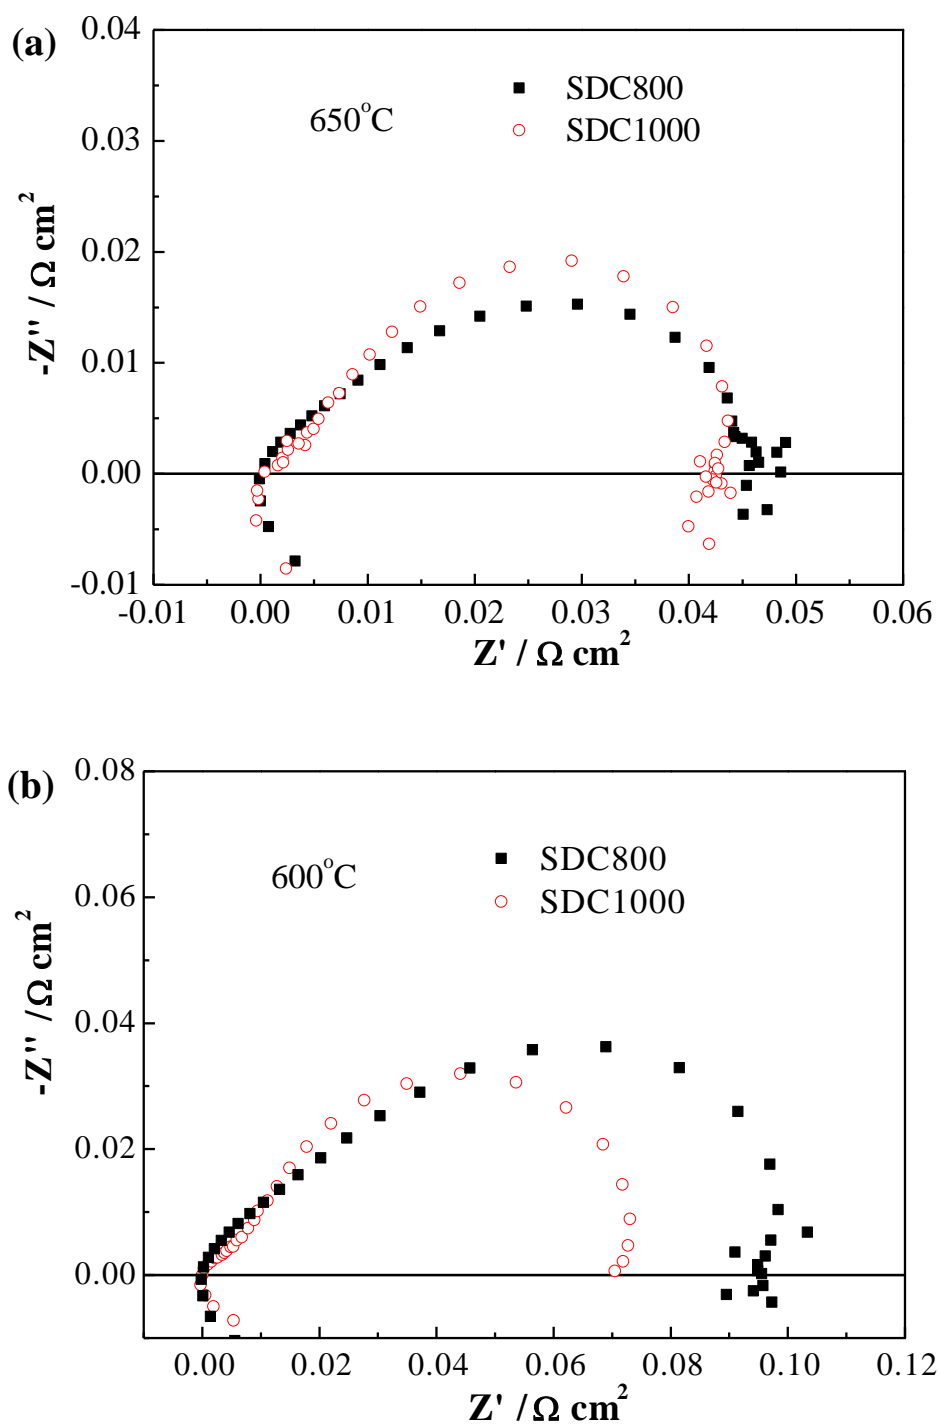 (a)
0.04
0.03
0.02
0.01
0.00
-0.01
-Z'' / Ω cm²
650°C
SDC800
SDC1000
-0.01 0.00 0.01 0.02 0.03 0.04 0.05 0.06
Z' / Ω cm²
(b)
0.08
0.06
0.04
0.02
0.00
-Z'' / Ω cm²
600°C
SDC800
SDC1000
0.00 0.02 0.04 0.06 0.08 0.10 0.12
Z' / Ω cm²